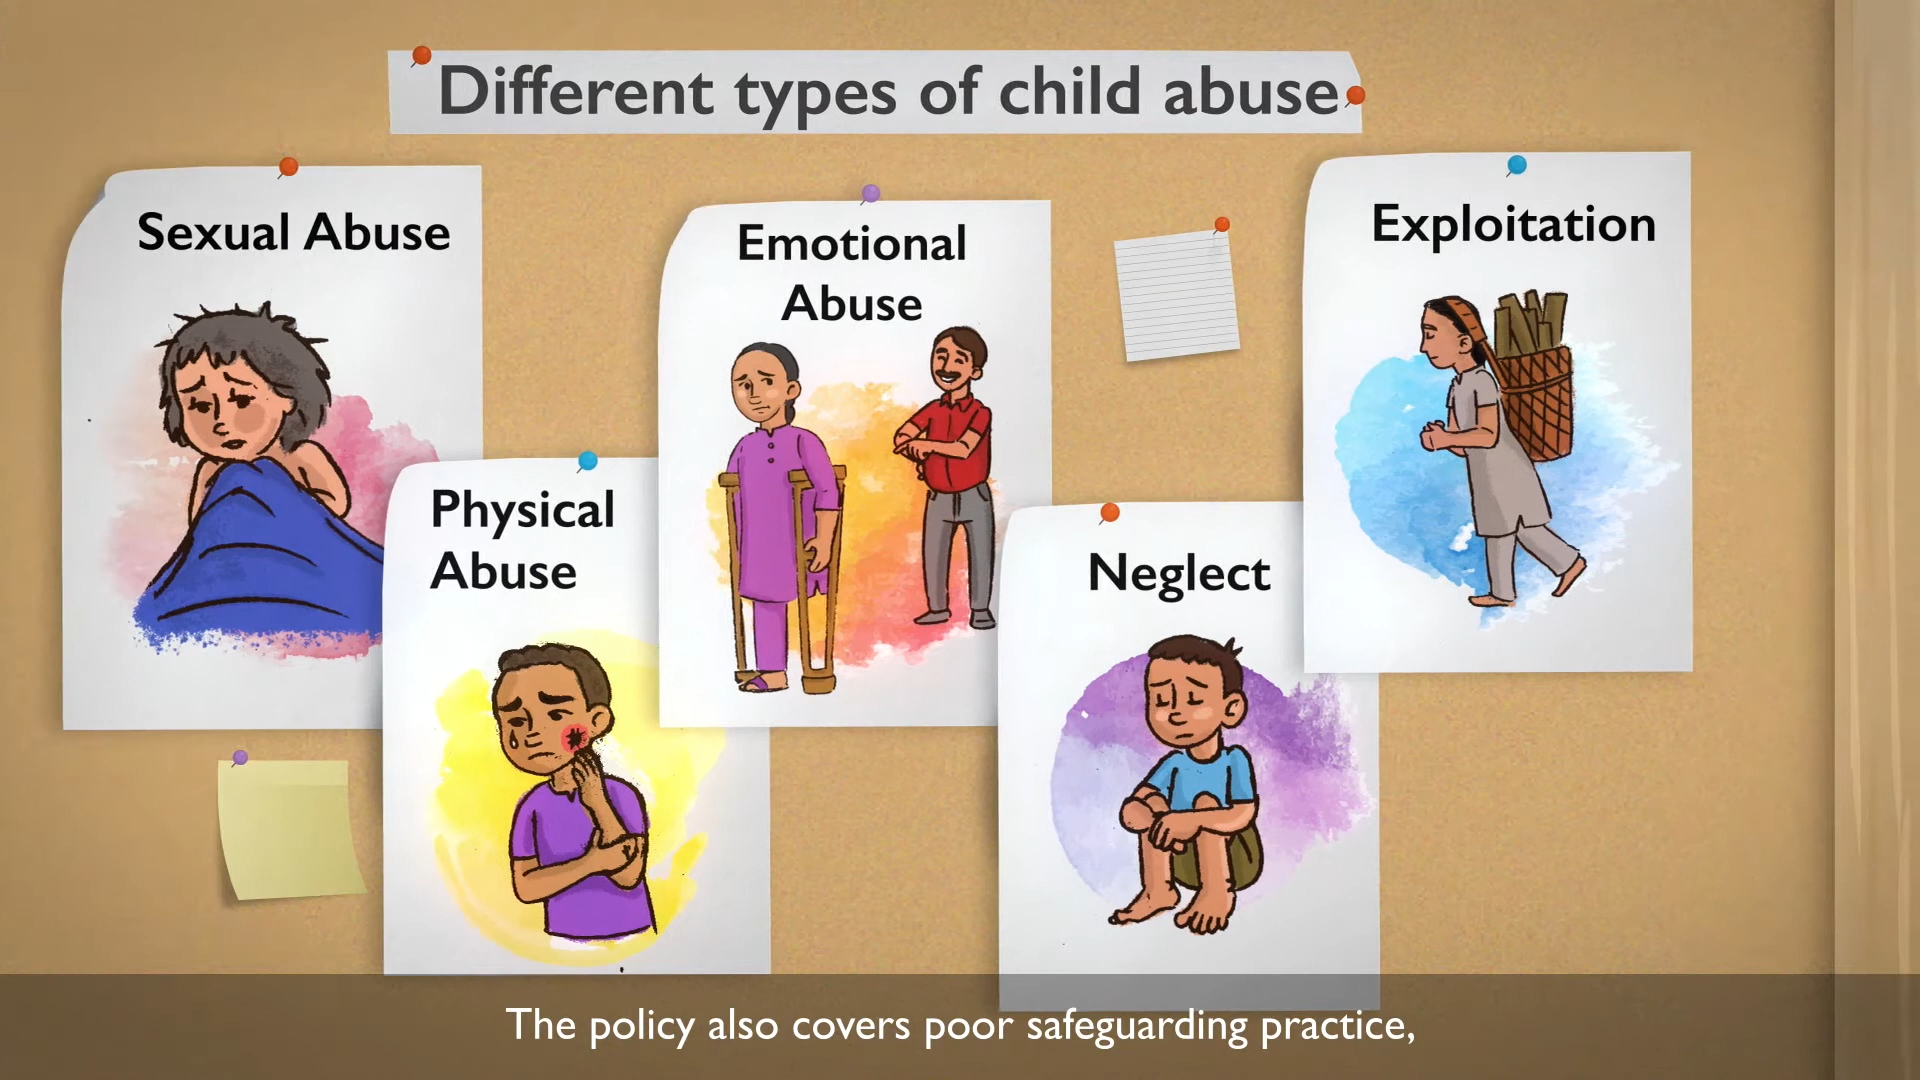 Different types of child abuse
Sexual Abuse
Physical
Abuse
Emotional
Abuse
Neglect
Exploitation
The policy also covers poor safeguarding practice,